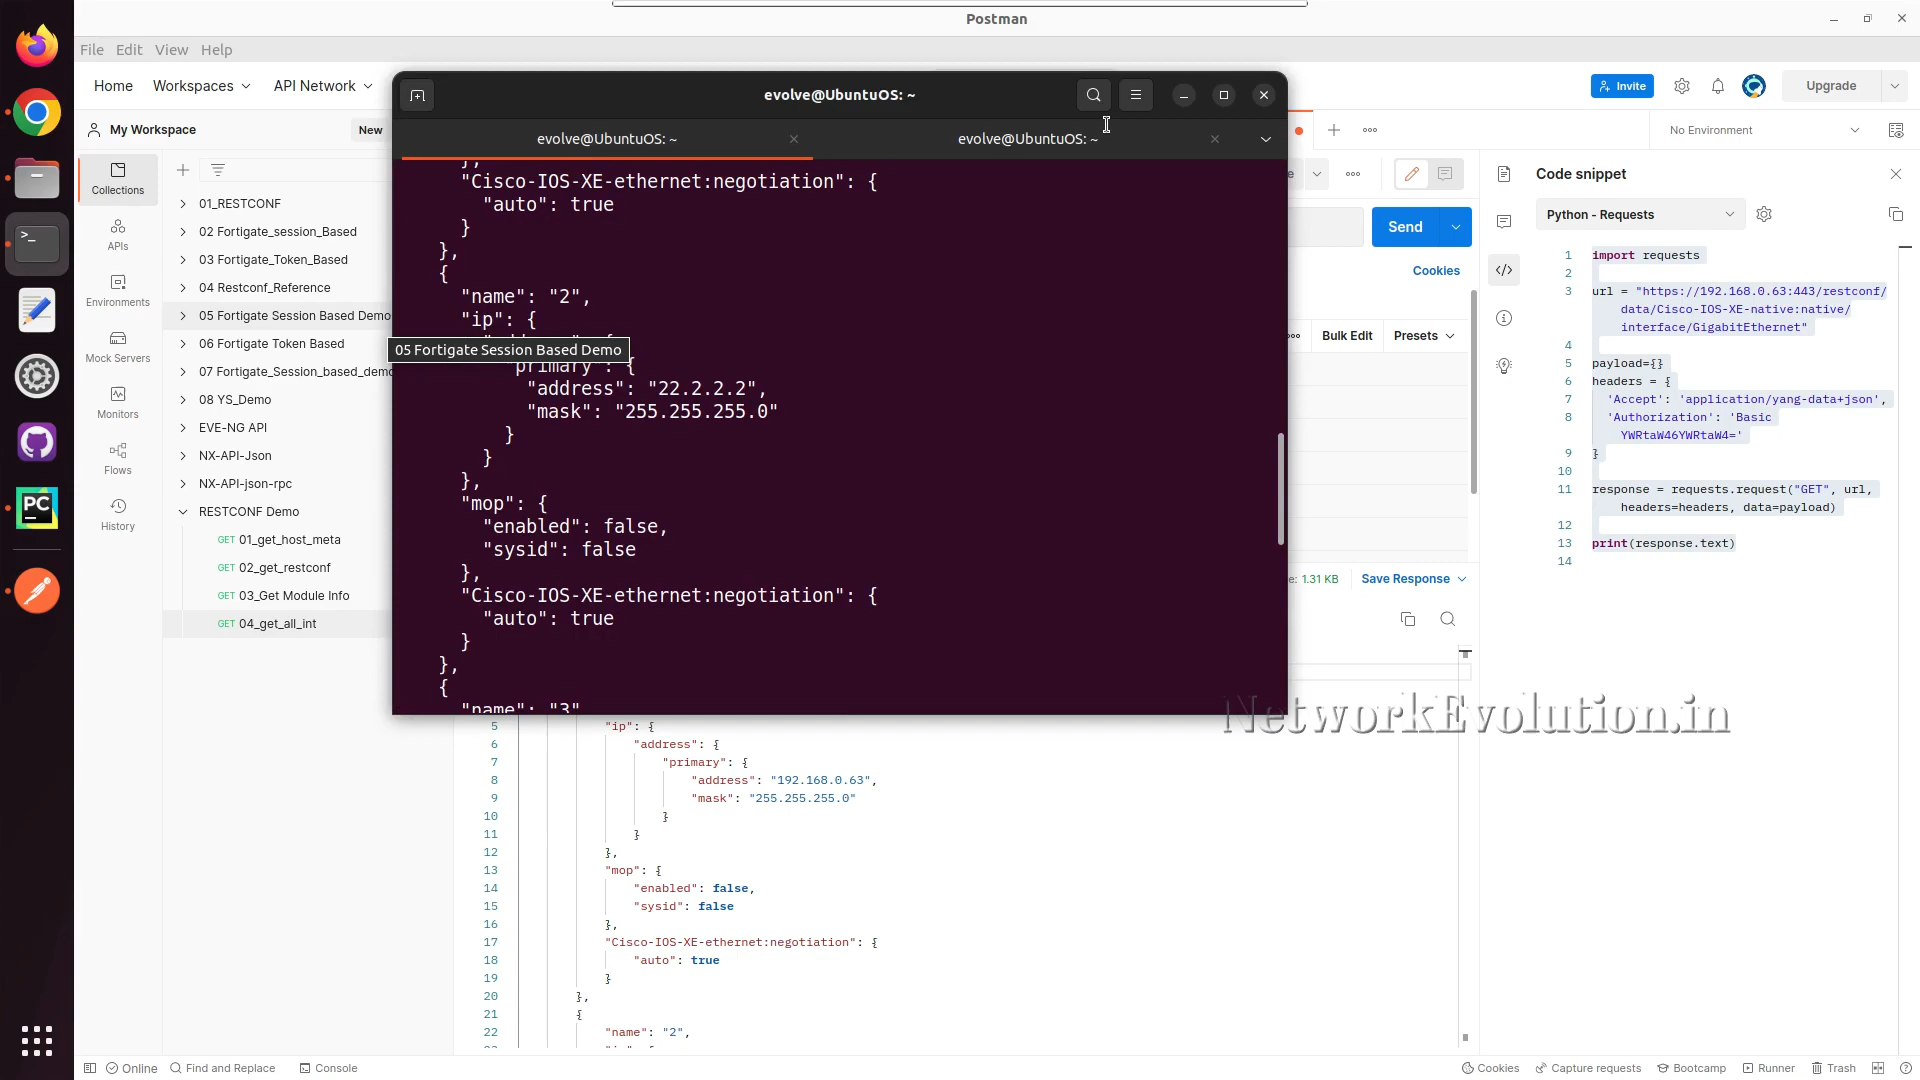 Postman
File Edit View Help
Home Workspaces API Network
Invite
Upgrade
evolve@UbuntuOS: ~
evolve@UbuntuOS: ~
evolve@UbuntuOS: ~
My Workspace
New
No Environment
Collections
APIs
Environments
Mock Servers
Monitors
Flows
History
01_RESTCONF
02 Fortigate_session_Based
03 Fortigate_Token_Based
04 Restconf_Reference
05 Fortigate Session Based Demo
06 Fortigate Token Based
07 Fortigate_Session_based_demo
08 YS_Demo
EVE-NG API
NX-API-Json
NX-API-json-rpc
RESTCONF Demo
GET 01_get_host_meta
GET 02_get_restconf
GET 03_Get Module Info
GET 04_get_all_int
},
"Cisco-IOS-XE-ethernet:negotiation": {
"auto": true
}
},
{
"name": "2",
"ip": {
05 Fortigate Session Based Demo
primary": {
"address": "22.2.2.2",
"mask": "255.255.255.0"
}
}
},
"mop": {
"enabled": false,
"sysid": false
},
"Cisco-IOS-XE-ethernet:negotiation": {
"auto": true
}
},
{
"name": "3"
Send
Cookies
Bulk Edit Presets
1.31 KB Save Response
5 "ip": {
6 "address": {
7 "primary": {
8 "address": "192.168.0.63",
9 "mask": "255.255.255.0"
10 }
11 }
12 },
13 "mop": {
14 "enabled": false,
15 "sysid": false
16 },
17 "Cisco-IOS-XE-ethernet:negotiation": {
18 "auto": true
19 }
20 },
21 {
22 "name": "2",
Code snippet
Python - Requests
1 import requests
2
3 url = "https://192.168.0.63:443/restconf/
data/Cisco-IOS-XE-native:native/
interface/GigabitEthernet"
4
5 payload={}
6 headers = {
7 'Accept': 'application/yang-data+json',
8 'Authorization': 'Basic
YWRtaW46YWRtaW4='
9 }
10
11 response = requests.request("GET", url,
headers=headers, data=payload)
12
13 print(response.text)
14
NetworkEvolution.in
Online Find and Replace Console
Cookies Capture requests Bootcamp Runner Trash